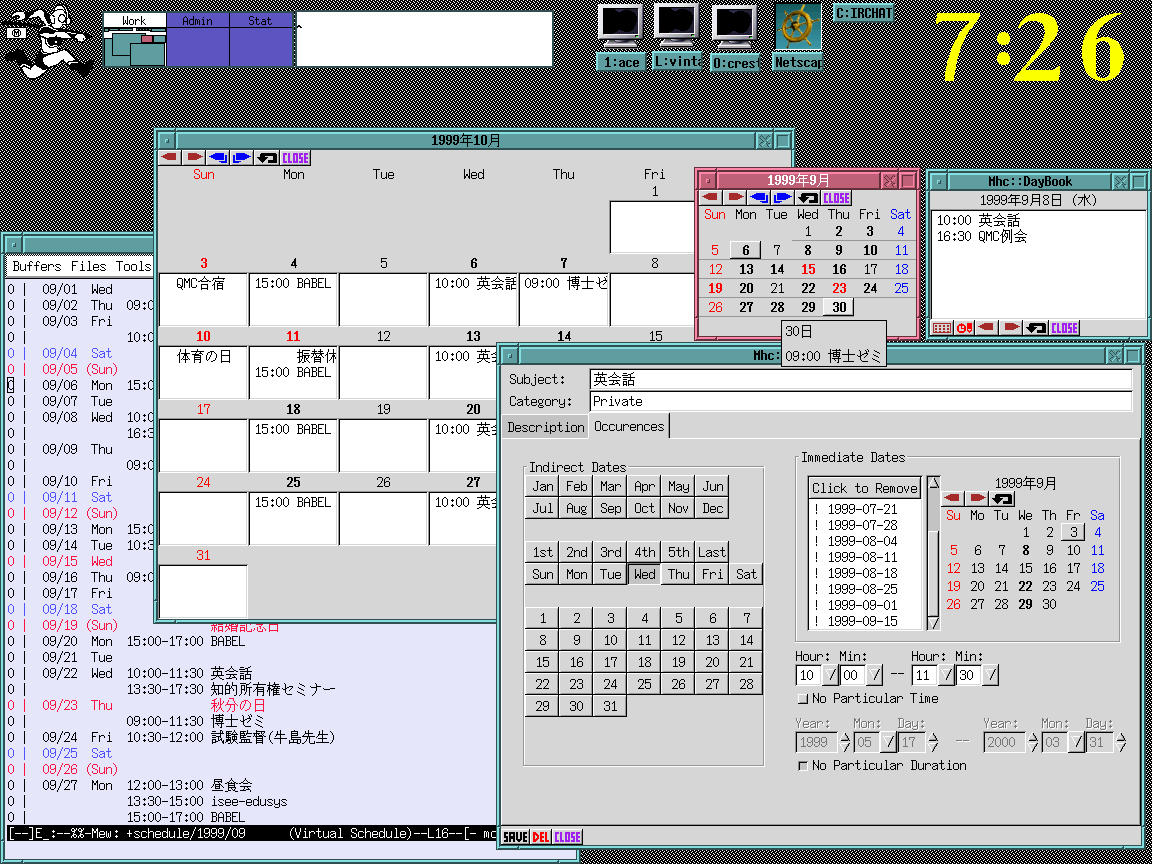 Work Admin Stat
1:ace
L:vinta
O:cres
Netscap
C:IRCHAT
7:26
1999年10月
CLOSE
Sun Mon Tue Wed Thu Fri
1
3 4 5 6 7 8
QMC合宿 15:00 BABEL 10:00 英会話 09:00 博士ゼ
10 11 12 13 14 15
体育の日 振替休 10:00 英会
15:00 BABEL
17 18 19 20
15:00 BABEL 10:00 英会
24 25 26 27
15:00 BABEL 10:00 英会
31
1999年9月
CLOSE
Sun Mon Tue Wed Thu Fri Sat
1 2 3 4
5 6 7 8 9 10 11
12 13 14 15 16 17 18
19 20 21 22 23 24 25
26 27 28 29 30
30日
09:00 博士ゼミ
Mhc::DayBook
1999年9月8日 (水)
10:00 英会話
16:30 QMC例会
CLOSE
Buffers Files Tools
0 | 09/01 Wed
0 | 09/02 Thu 09:0
0 | 09/03 Fri
0 | 10:0
0 | 09/04 Sat
0 | 09/05 (Sun)
0 | 09/06 Mon 15:0
0 | 09/07 Tue
0 | 09/08 Wed 10:0
0 | 16:3
0 | 09/09 Thu
0 | 09:0
0 | 09/10 Fri
0 | 09/11 Sat
0 | 09/12 (Sun)
0 | 09/13 Mon 15:0
0 | 09/14 Tue 10:3
0 | 09/15 Wed
0 | 09/16 Thu 09:0
0 | 09/17 Fri
0 | 09/18 Sat
0 | 09/19 (Sun) 結婚記念日
0 | 09/20 Mon 15:00-17:00 BABEL
0 | 09/21 Tue
0 | 09/22 Wed 10:00-11:30 英会話
0 | 13:30-17:30 知的所有権セミナー
0 | 09/23 Thu 秋分の日
0 | 09:00-11:30 博士ゼミ
0 | 09/24 Fri 10:30-12:00 試験監督(牛島先生)
0 | 09/25 Sat
0 | 09/26 (Sun)
0 | 09/27 Mon 12:00-13:00 昼食会
0 | 13:30-15:00 isee-edusys
0 | 15:00-17:00 BABEL
[--]E_:--%%-Mew: +schedule/1999/09 (Virtual Schedule)--L16--[- mo
Mhc:
Subject: 英会話
Category: Private
Description Occurences
Indirect Dates
Jan Feb Mar Apr May Jun
Jul Aug Sep Oct Nov Dec
1st 2nd 3rd 4th 5th Last
Sun Mon Tue Wed Thu Fri Sat
1 2 3 4 5 6 7
8 9 10 11 12 13 14
15 16 17 18 19 20 21
22 23 24 25 26 27 28
29 30 31
Immediate Dates
Click to Remove
! 1999-07-21
! 1999-07-28
! 1999-08-04
! 1999-08-11
! 1999-08-18
! 1999-08-25
! 1999-09-01
! 1999-09-15
1999年9月
Su Mo Tu We Th Fr Sa
1 2 3 4
5 6 7 8 9 10 11
12 13 14 15 16 17 18
19 20 21 22 23 24 25
26 27 28 29 30
Hour: Min: Hour: Min:
10 00 -- 11 30
No Particular Time
Year: Mon: Day: Year: Mon: Day:
1999 05 17 -- 2000 03 31
No Particular Duration
SAVE DEL CLOSE